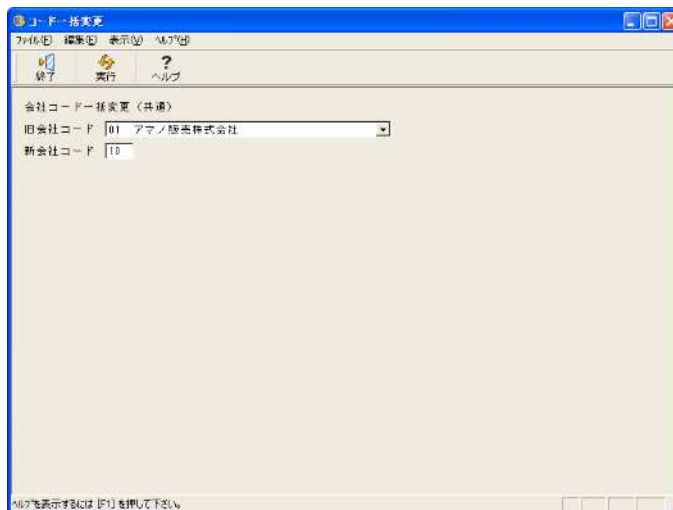 コード一括変更
ファイル(F) 編集(E) 表示(V) ヘルプ(H)
終了 実行 ? ヘルプ
会社コード一括変更（共通）
旧会社コード 01 アマノ販売株式会社
新会社コード 10
ヘルプを表示するには [F1] を押して下さい。